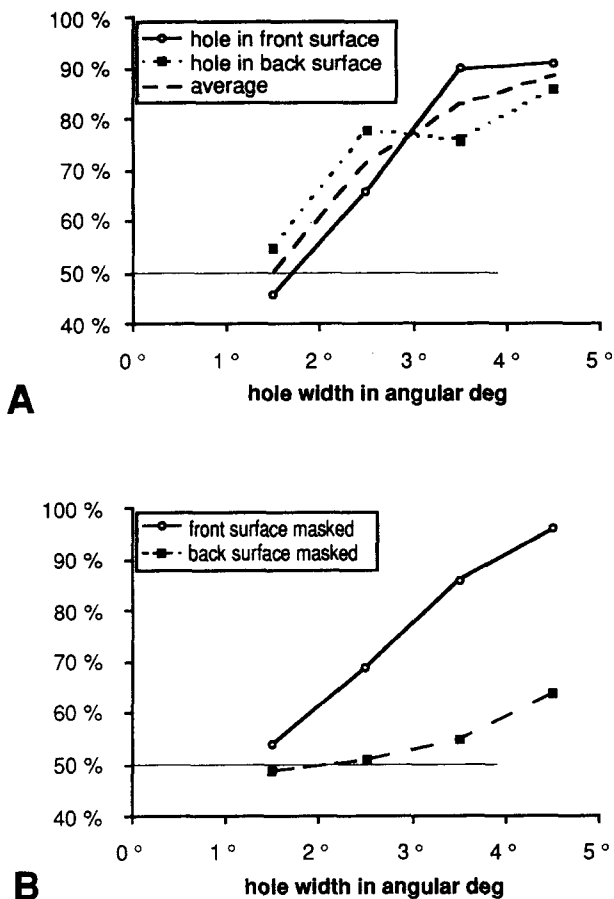 hole in front surface
hole in back surface
average
100 %
90 %
80 %
70 %
60 %
50 %
40 %
0 ° 1 ° 2 ° 3 ° 4 ° 5 °
hole width in angular deg
A
front surface masked
back surface masked
100 %
90 %
80 %
70 %
60 %
50 %
40 %
0 ° 1 ° 2 ° 3 ° 4 ° 5 °
hole width in angular deg
B